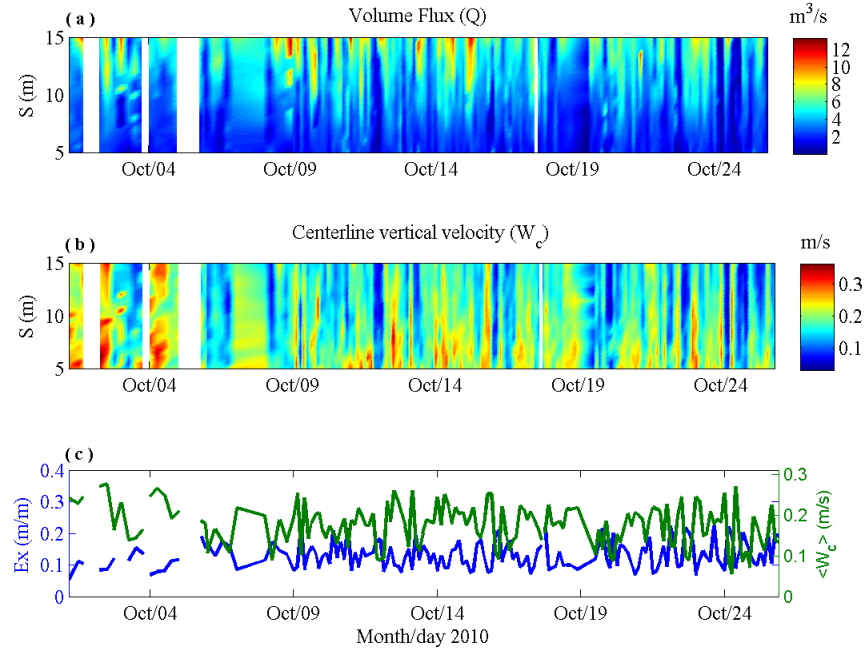 ( a ) Volume Flux (Q) m³/s
15
10
5
S (m)
12
10
8
6
4
2
Oct/04 Oct/09 Oct/14 Oct/19 Oct/24
( b ) Centerline vertical velocity (W_c) m/s
15
10
5
S (m)
0.3
0.2
0.1
Oct/04 Oct/09 Oct/14 Oct/19 Oct/24
( c )
0.4
0.3
0.2
0.1
0
Ex (m/m)
0.3
0.2
0.1
0
<W_c> (m/s)
Oct/04 Oct/09 Oct/14 Oct/19 Oct/24
Month/day 2010